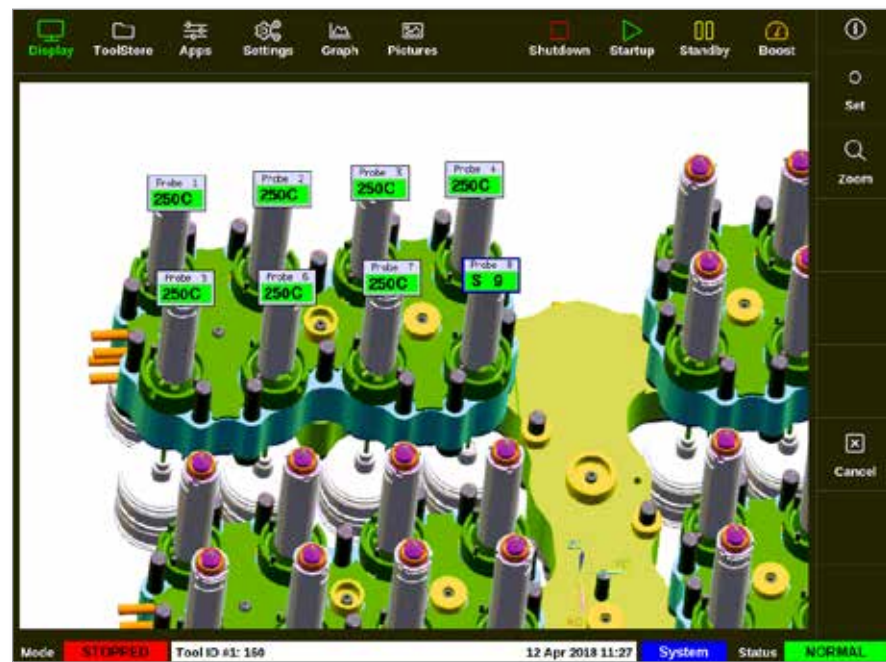 Display ToolStore Apps Settings Graph Pictures Shutdown Startup Standby Boost
Set
Zoom
Probe 1
250C
Probe 2
250C
Probe 3
250C
Probe 4
250C
Probe 5
250C
Probe 6
250C
Probe 7
250C
Probe 8
S 9
Cancel
Mode STOPPED Tool ID #1: 150 12 Apr 2018 11:27 System Status NORMAL